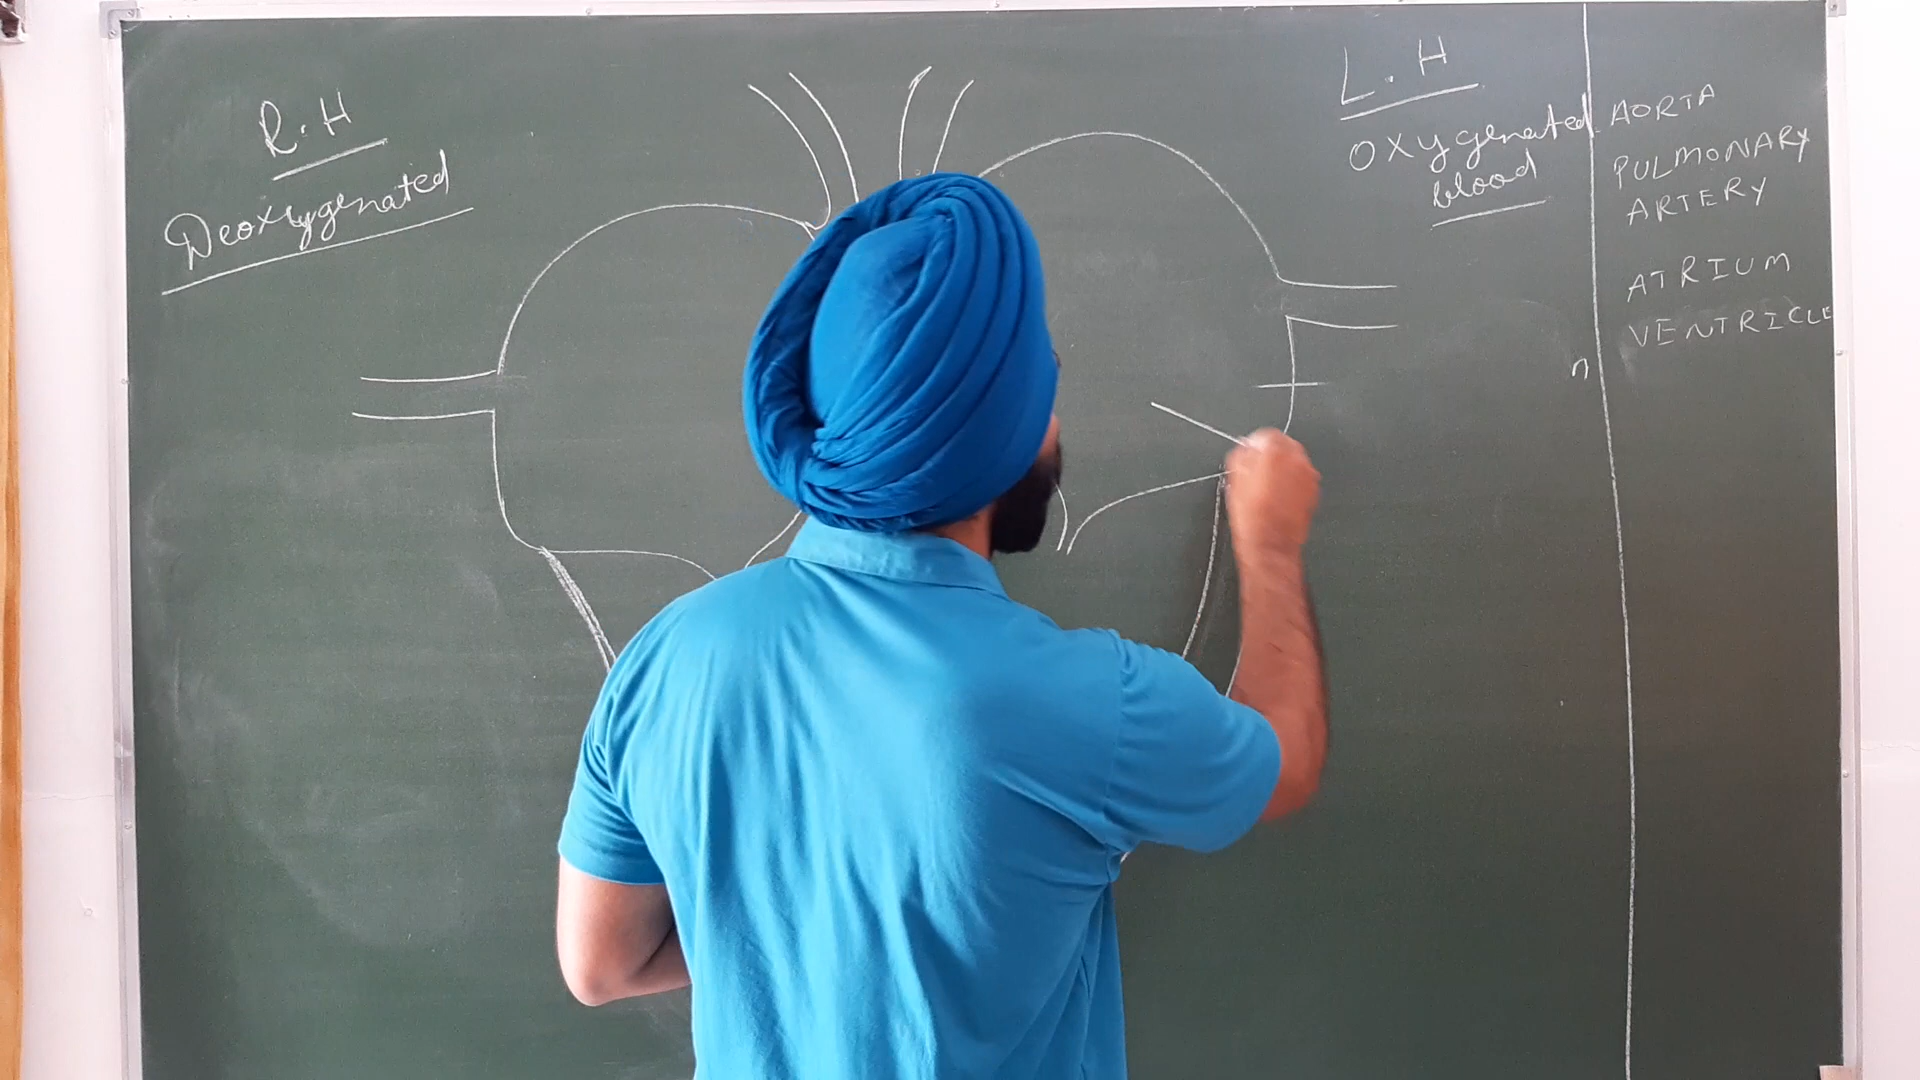 R.H
Deoxygenated
L.H
Oxygenated
blood
AORTA
PULMONARY
ARTERY
ATRIUM
VENTRICLE
n